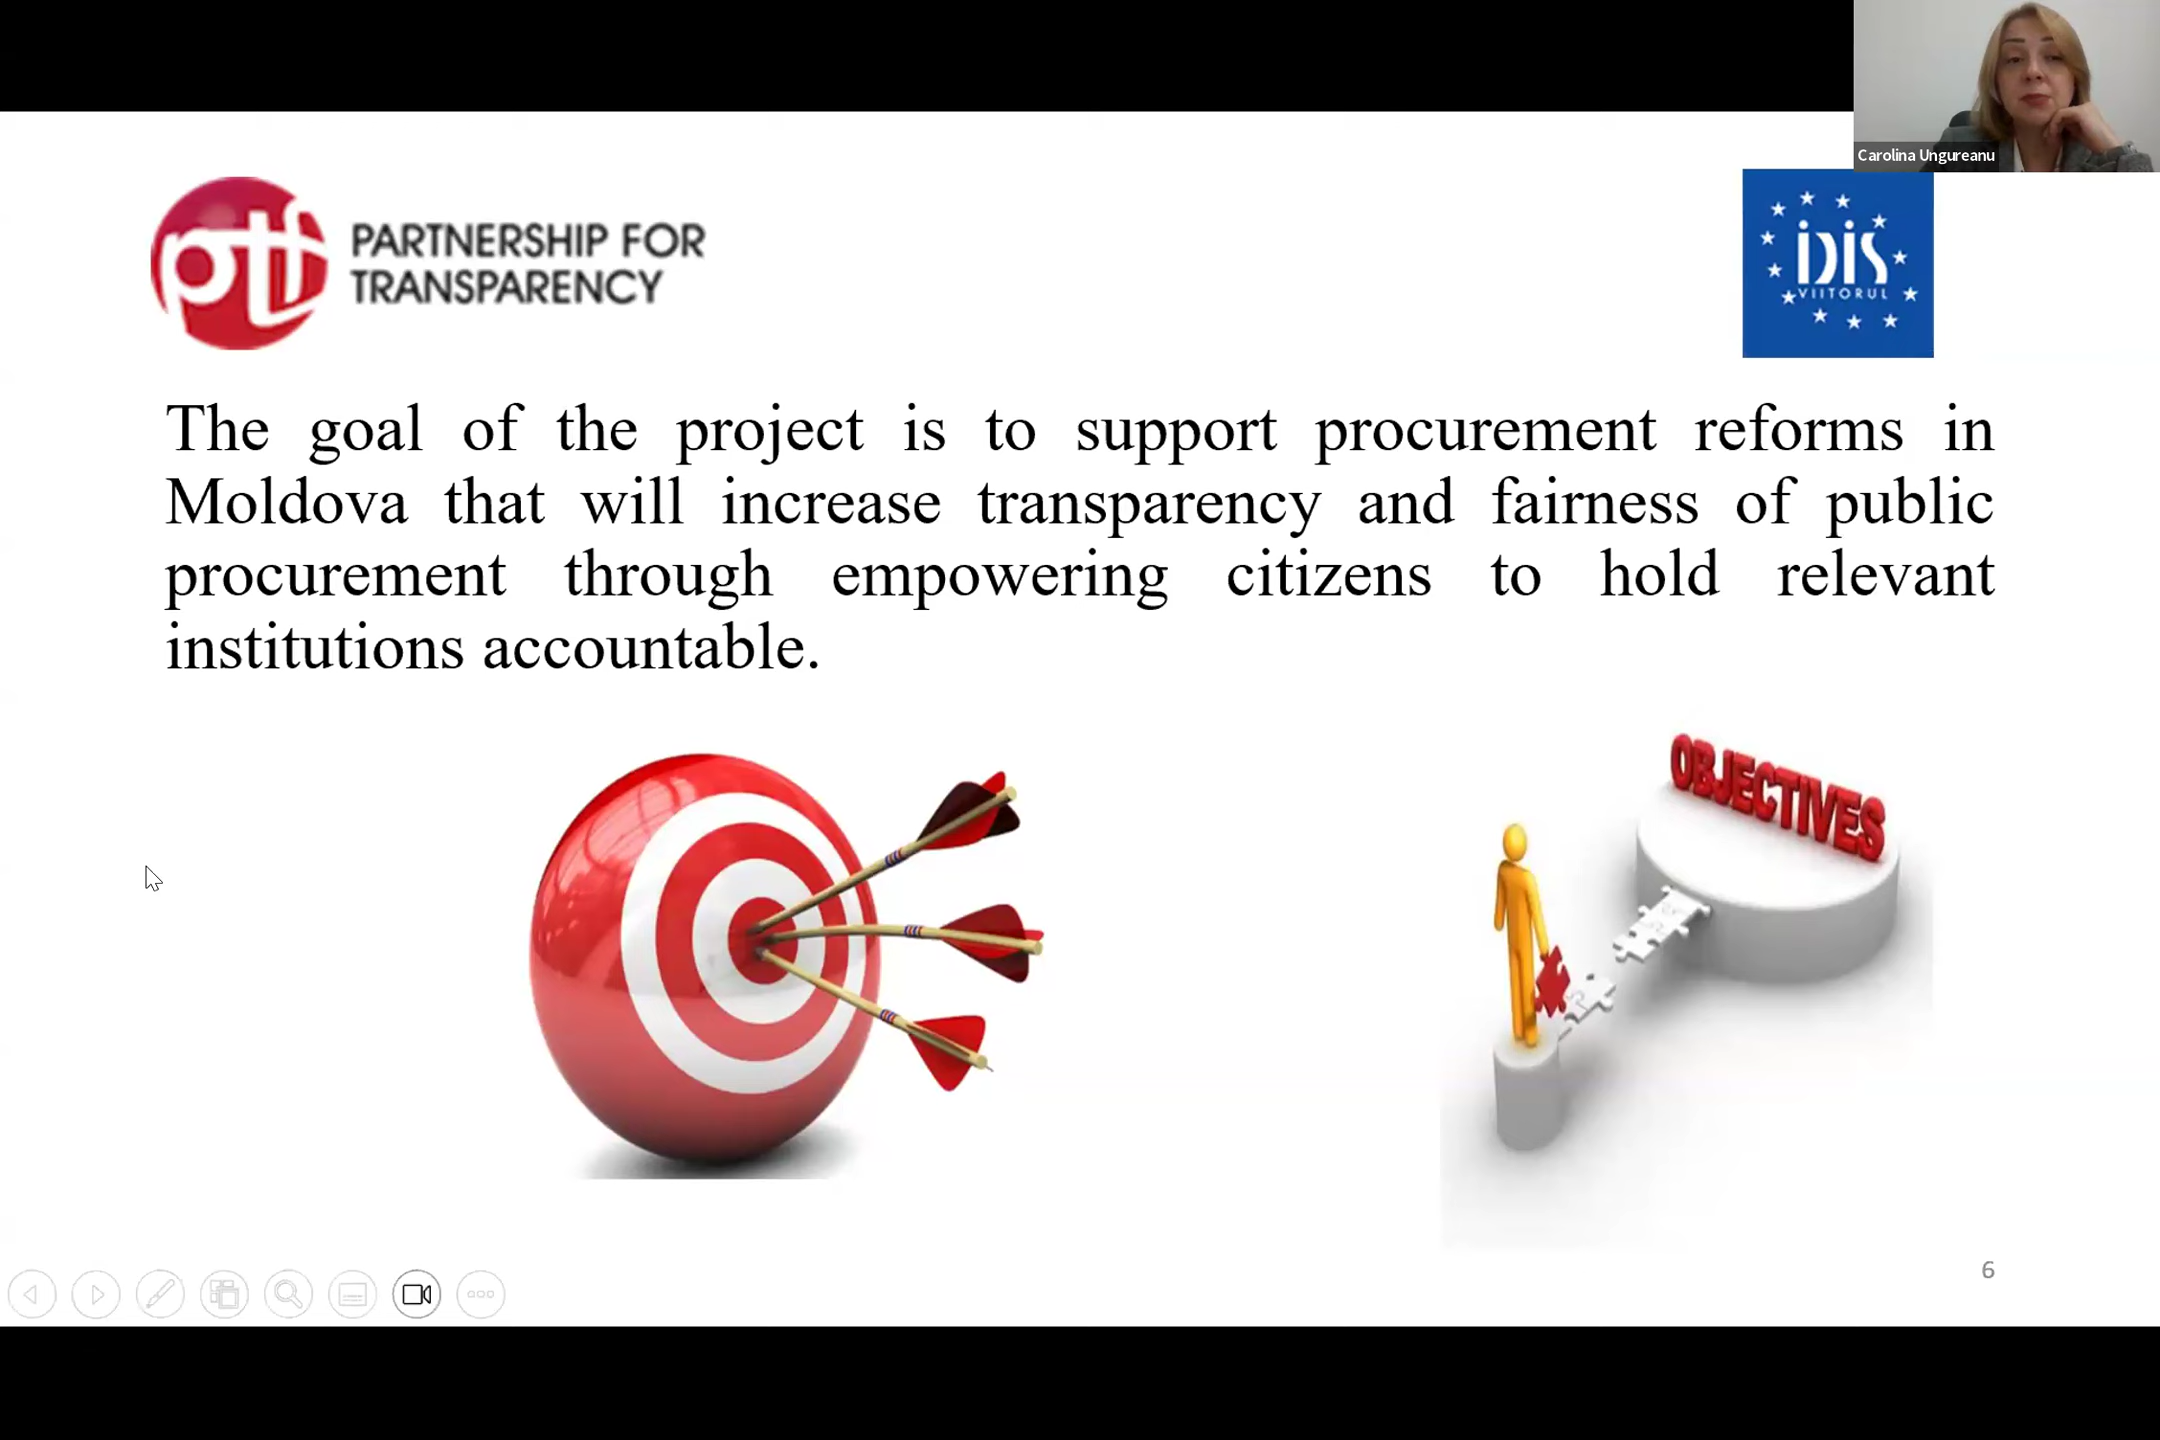 Carolina Ungureanu
ptf
PARTNERSHIP FOR
TRANSPARENCY
iDiS
VIITORUL
The goal of the project is to support procurement reforms in
Moldova that will increase transparency and fairness of public
procurement through empowering citizens to hold relevant
institutions accountable.
OBJECTIVES
6